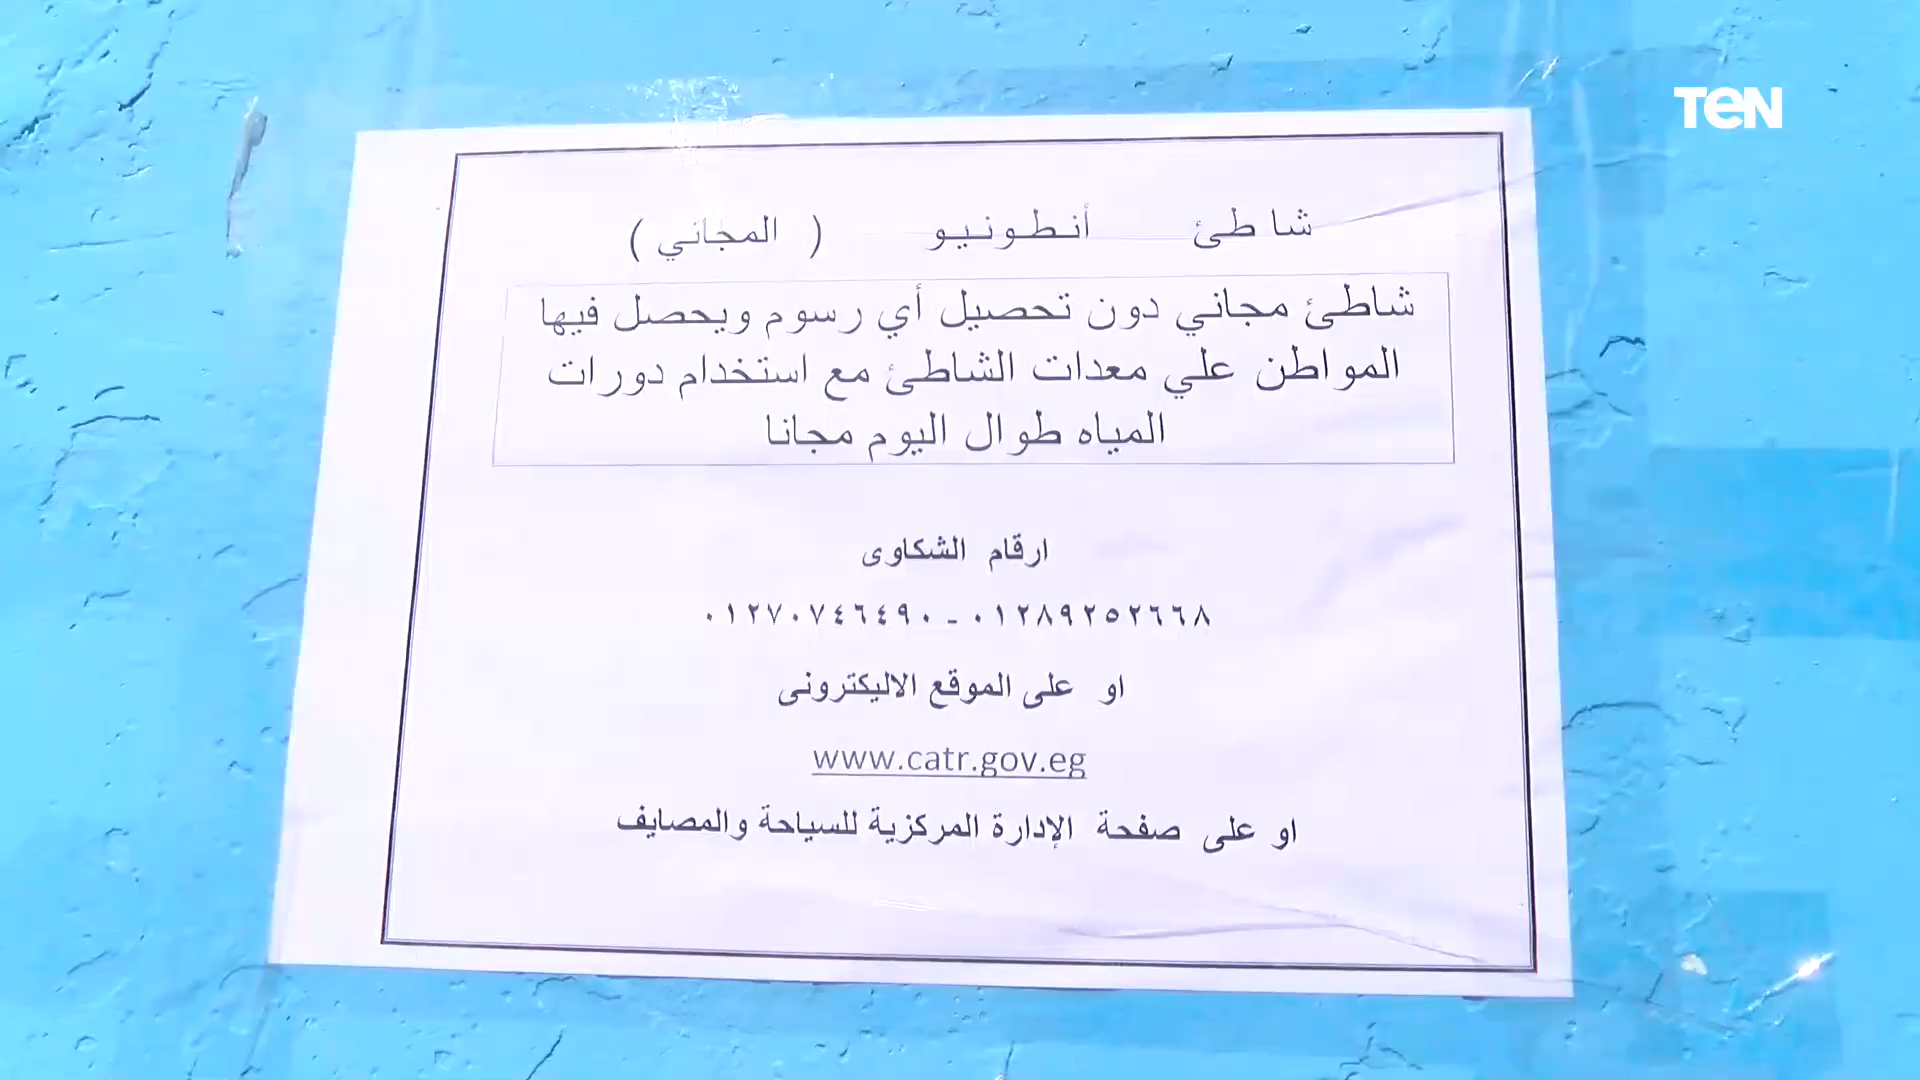 TEN
شاطئ أنطونيو ( المجاني )
شاطئ مجاني دون تحصيل أي رسوم ويحصل فيها
المواطن علي معدات الشاطئ مع استخدام دورات
المياه طوال اليوم مجانا
ارقام الشكاوى
٠١٢٧٠٧٤٦٤٩٠ - ٠١٢٨٩٢٥٢٦٦٨
او على الموقع الاليكترونى
www.catr.gov.eg
او على صفحة الإدارة المركزية للسياحة والمصايف